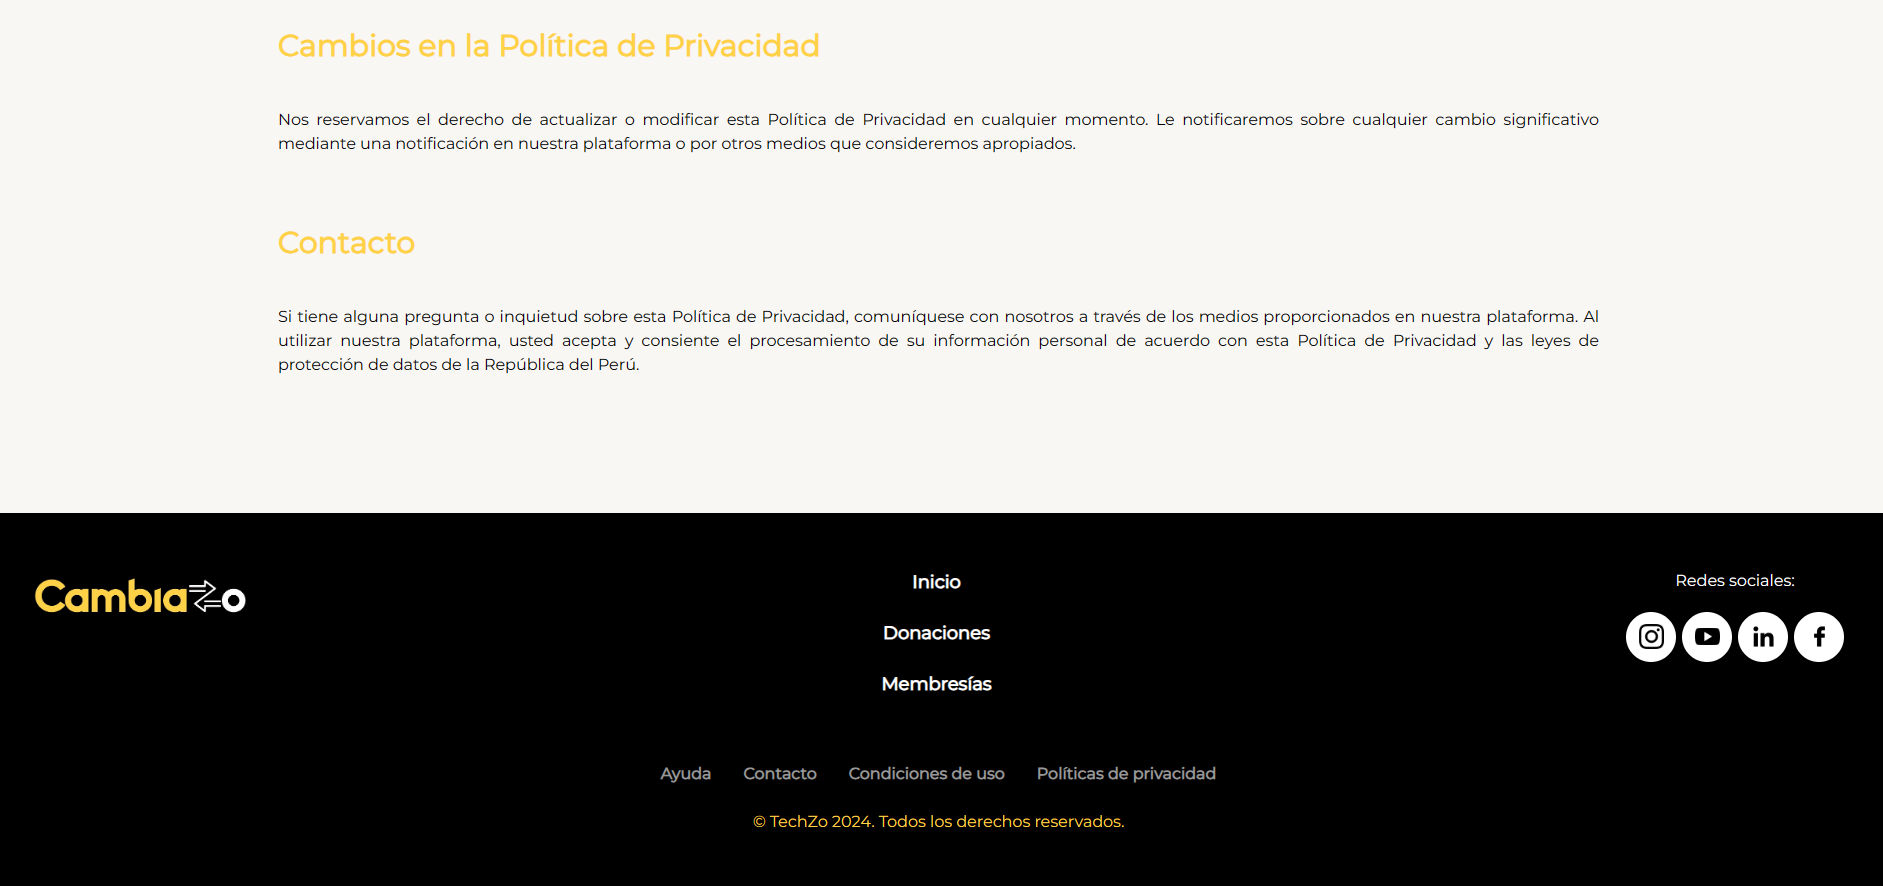 Cambios en la Política de Privacidad
Nos reservamos el derecho de actualizar o modificar esta Política de Privacidad en cualquier momento. Le notificaremos sobre cualquier cambio significativo
mediante una notificación en nuestra plataforma o por otros medios que consideremos apropiados.
Contacto
Si tiene alguna pregunta o inquietud sobre esta Política de Privacidad, comuníquese con nosotros a través de los medios proporcionados en nuestra plataforma. Al
utilizar nuestra plataforma, usted acepta y consiente el procesamiento de su información personal de acuerdo con esta Política de Privacidad y las leyes de
protección de datos de la República del Perú.
CambiaZo
Inicio
Donaciones
Membresías
Redes sociales:
Ayuda Contacto Condiciones de uso Políticas de privacidad
© TechZo 2024. Todos los derechos reservados.